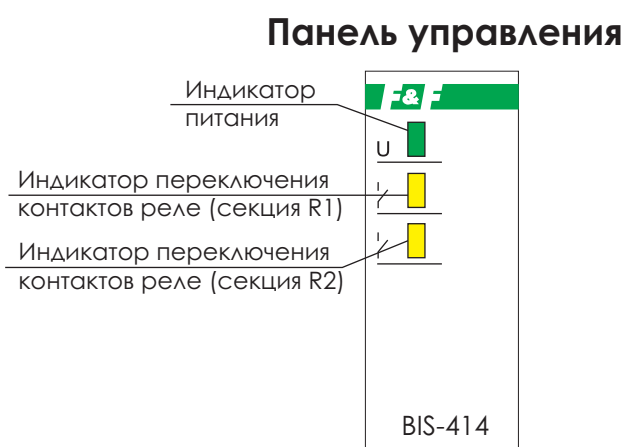 Панель управления
Индикатор
питания
F&F
U
Индикатор переключения
контактов реле (секция R1)
Индикатор переключения
контактов реле (секция R2)
BIS-414